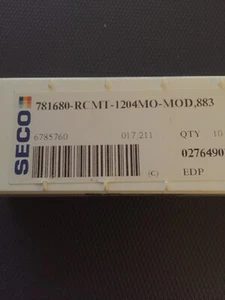 SECO
781680-RCMT-1204MO-MOD,883
6785760 017.211 QTY 10
(C) 0276490
EDP